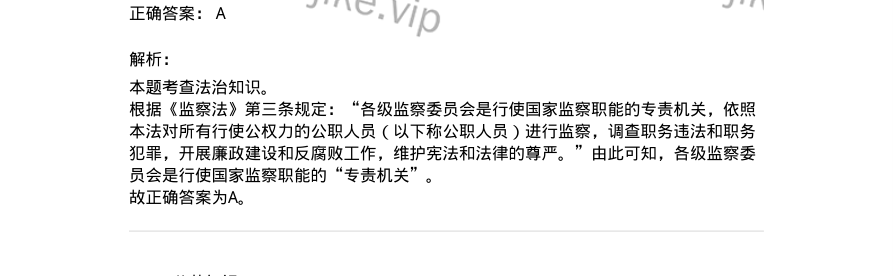 jike.vip
正确答案： A
解析：
本题考查法治知识。
根据《监察法》第三条规定：“各级监察委员会是行使国家监察职能的专责机关，依照
本法对所有行使公权力的公职人员（以下称公职人员）进行监察，调查职务违法和职务
犯罪，开展廉政建设和反腐败工作，维护宪法和法律的尊严。”由此可知，各级监察委
员会是行使国家监察职能的“专责机关”。
故正确答案为A。